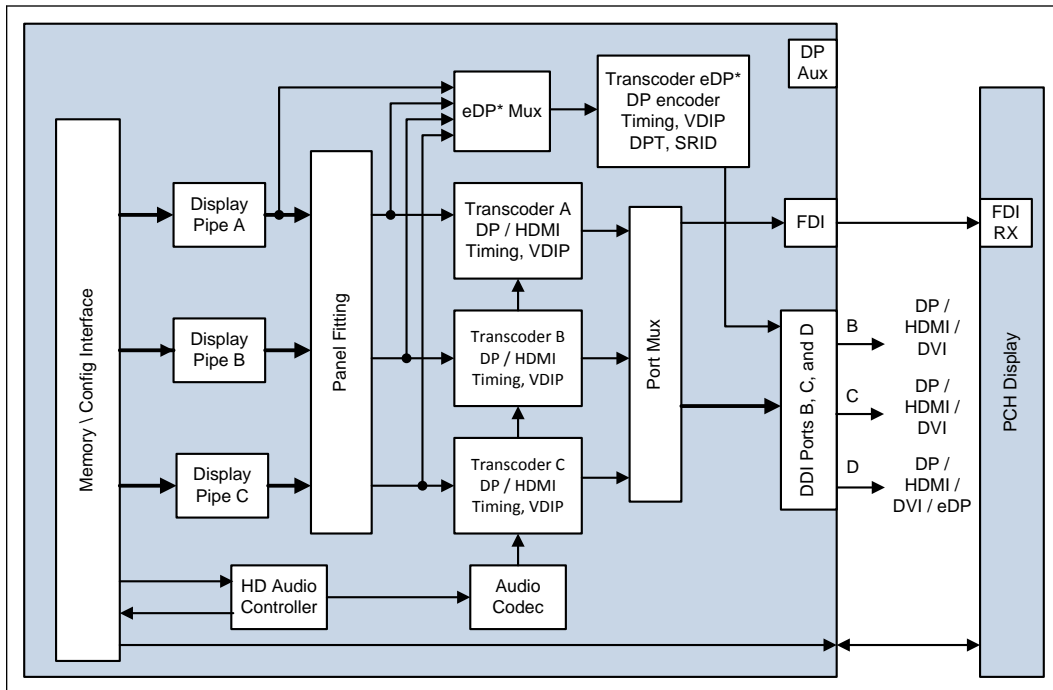 DP
Aux
Transcoder eDP*
DP encoder
Timing, VDIP
DPT, SRID
eDP* Mux
Memory \ Config Interface
Display
Pipe A
Panel Fitting
Transcoder A
DP / HDMI
Timing, VDIP
Port Mux
FDI
FDI
RX
PCH Display
Display
Pipe B
Transcoder B
DP / HDMI
Timing, VDIP
DDI Ports B, C, and D
B
DP /
HDMI /
DVI
C
DP /
HDMI /
DVI
Display
Pipe C
Transcoder C
DP / HDMI
Timing, VDIP
D
DP /
HDMI /
DVI / eDP
HD Audio
Controller
Audio
Codec